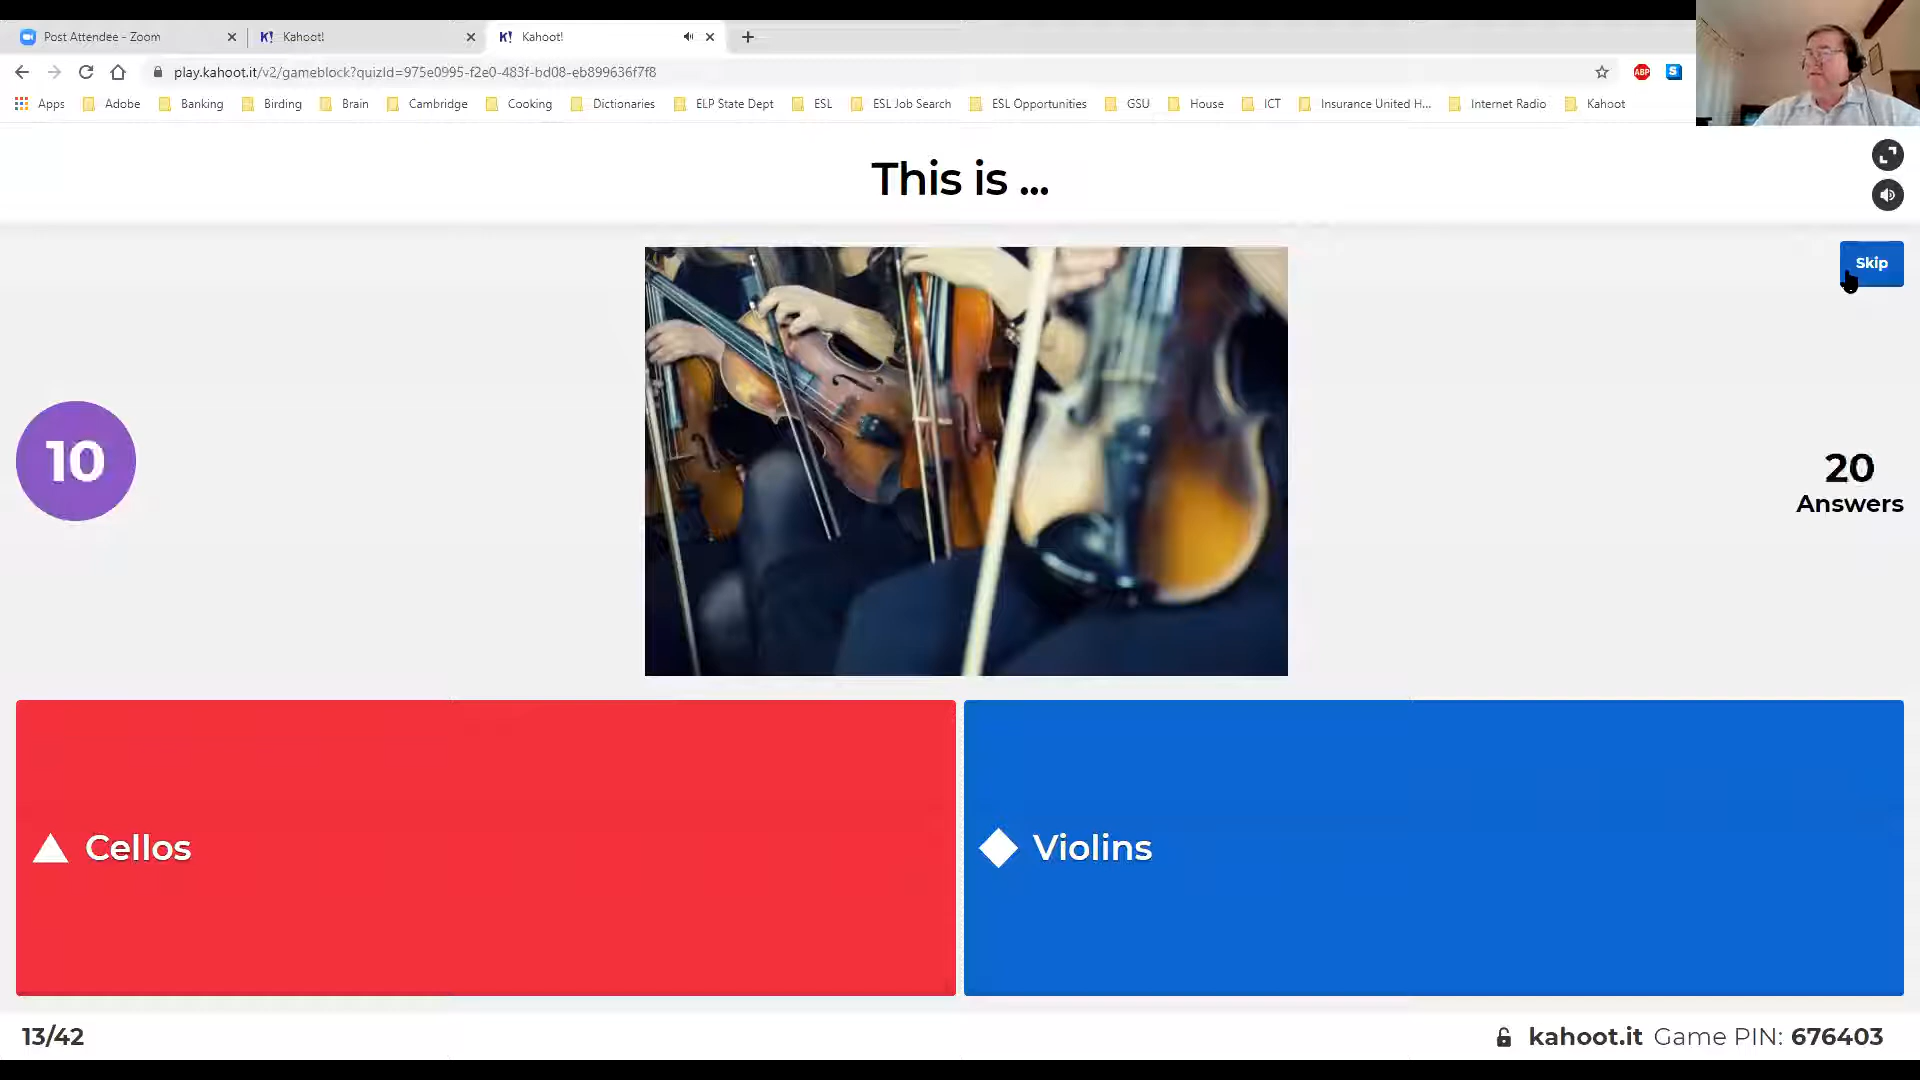 Post Attendee - Zoom
K! Kahoot!
K! Kahoot!
play.kahoot.it/v2/gameblock?quizId=975e0995-f2e0-483f-bd08-eb899636f7f8
ABP
S
Apps Adobe Banking Birding Brain Cambridge Cooking Dictionaries ELP State Dept ESL ESL Job Search ESL Opportunities GSU House ICT Insurance United H... Internet Radio Kahoot
This is ...
Skip
10
20
Answers
Cellos
Violins
13/42
kahoot.it Game PIN: 676403